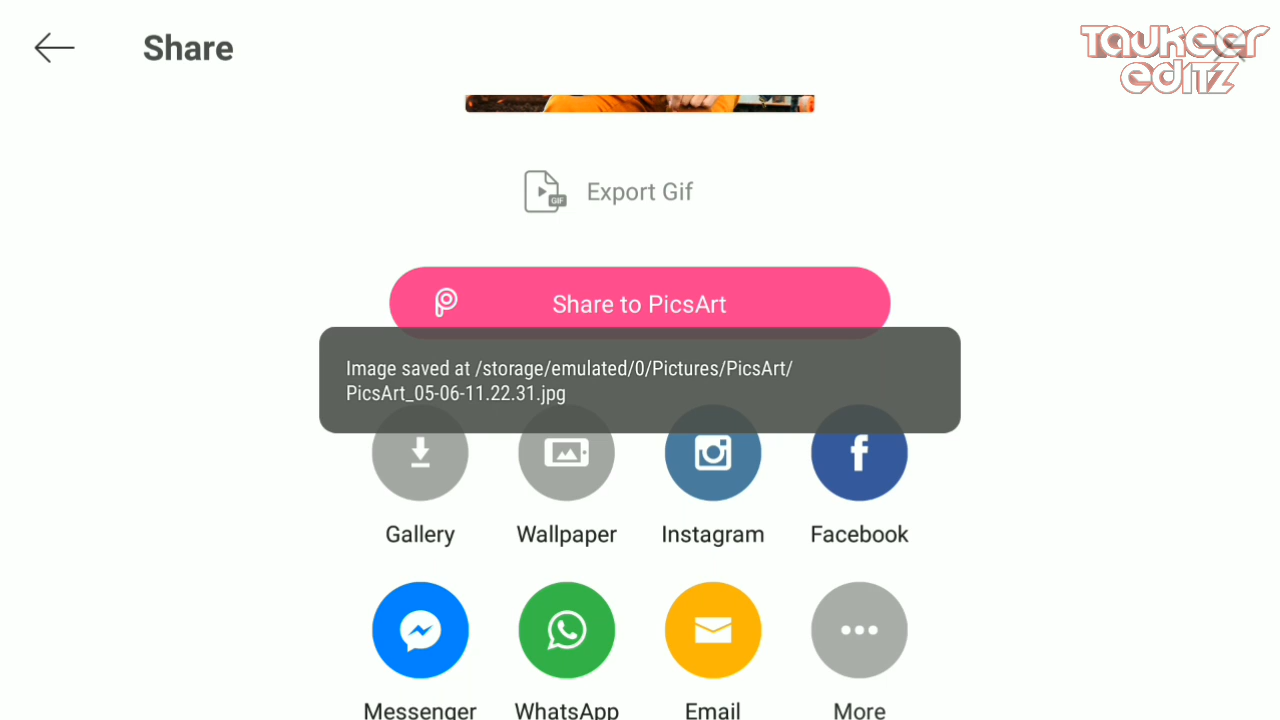 Share
Taukeer
editz
Export Gif
GIF
Share to PicsArt
Image saved at /storage/emulated/0/Pictures/PicsArt/
PicsArt_05-06-11.22.31.jpg
Gallery
Wallpaper
Instagram
Facebook
Messenger
WhatsApp
Email
More